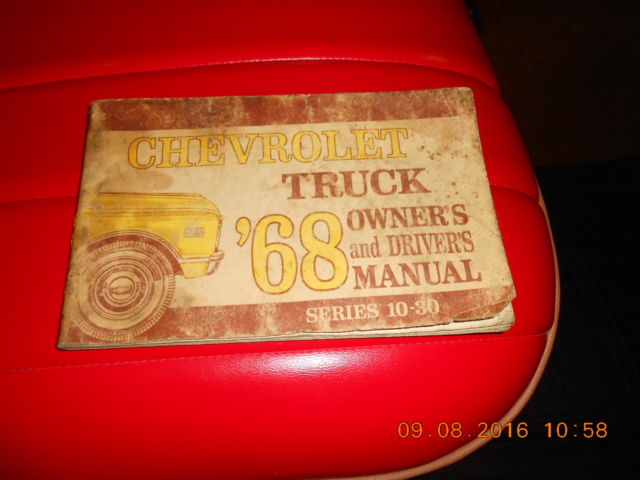 CHEVROLET
TRUCK
'68 OWNER'S
and DRIVER'S
MANUAL
SERIES 10-30
09.08.2016 10:58